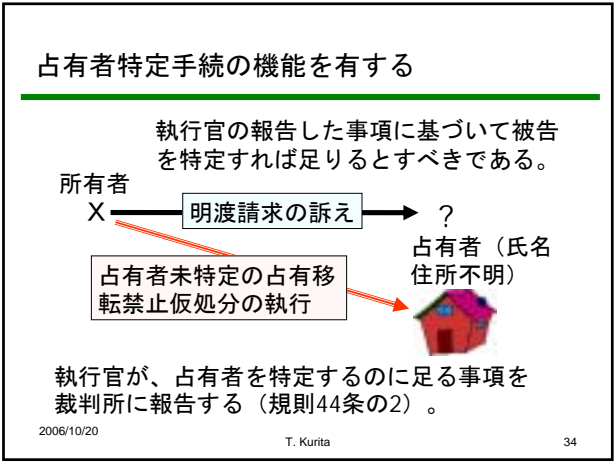 占有者特定手続の機能を有する
執行官の報告した事項に基づいて被告
を特定すれば足りるとすべきである。
所有者
X
明渡請求の訴え
?
占有者（氏名
住所不明）
占有者未特定の占有移
転禁止仮処分の執行
執行官が、占有者を特定するのに足る事項を
裁判所に報告する（規則44条の2）。
2006/10/20
T. Kurita
34